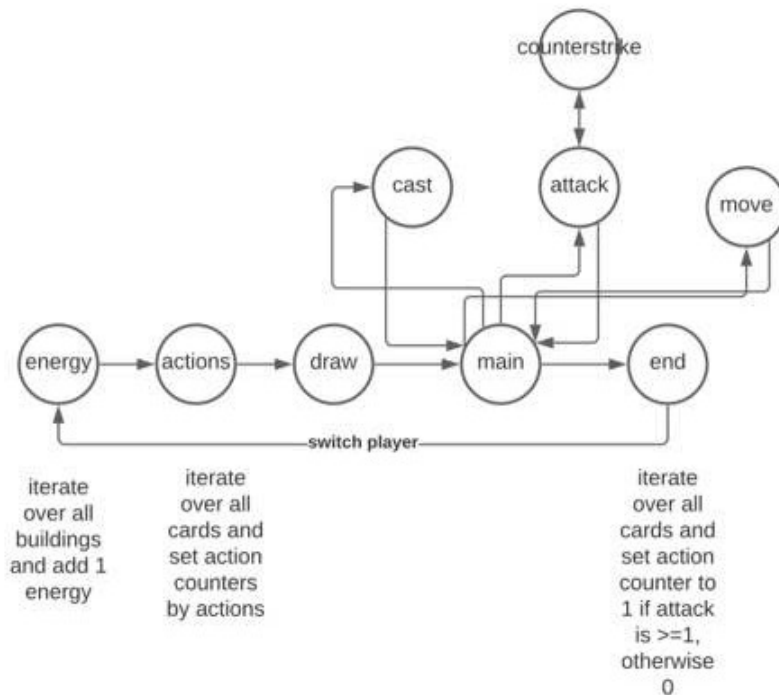 counterstrike
cast
attack
move
energy
actions
draw
main
end
switch player
iterate
over all
buildings
and add 1
energy
iterate
over all
cards and
set action
counters
by actions
iterate
over all
cards and
set action
counter to
1 if attack
is >=1,
otherwise
0